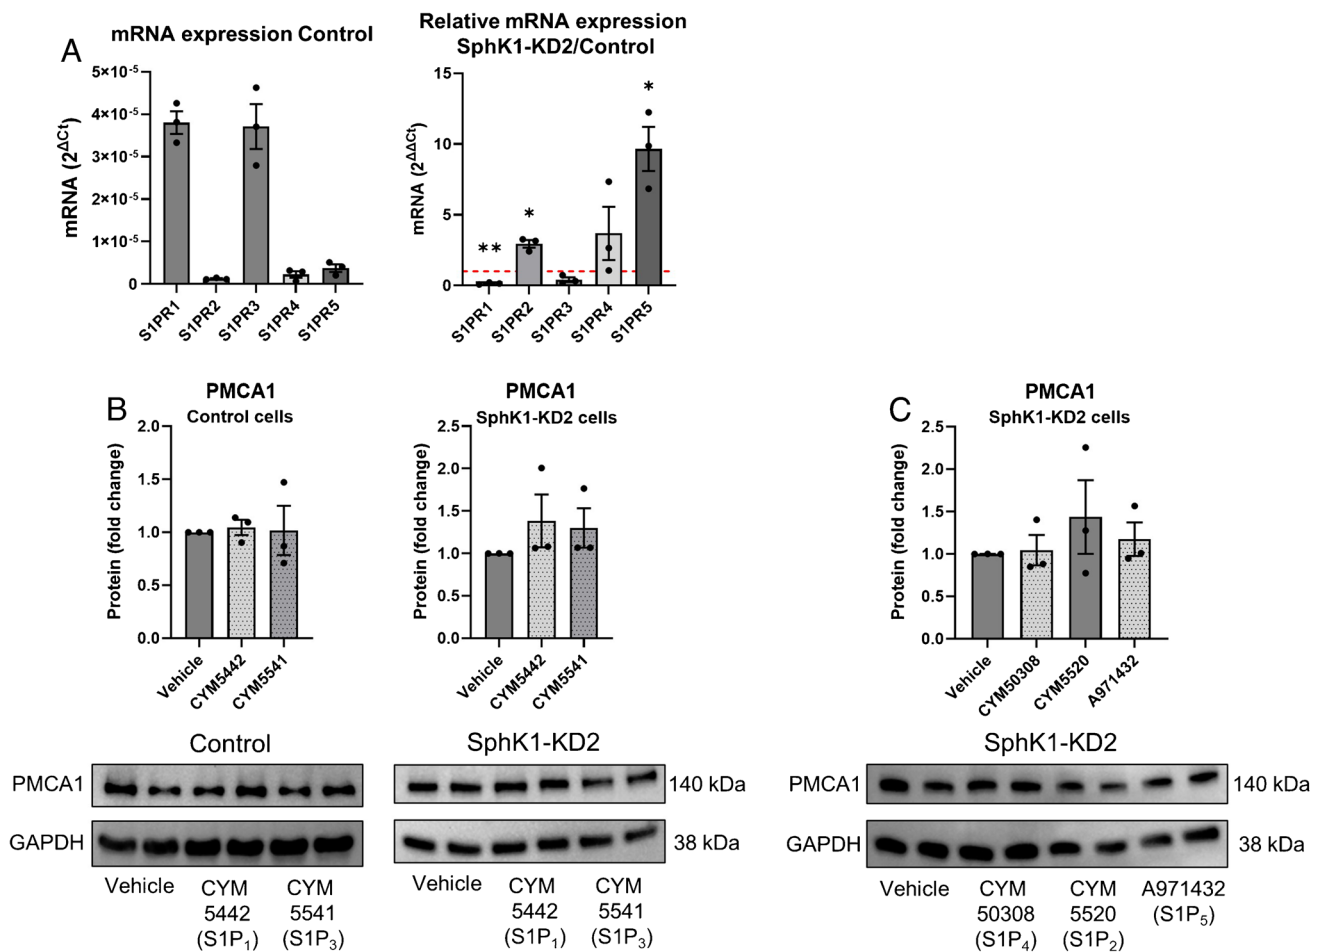 A
mRNA expression Control
mRNA (2^ΔCt)
5×10⁻⁵
4×10⁻⁵
3×10⁻⁵
2×10⁻⁵
1×10⁻⁵
0
S1PR1 S1PR2 S1PR3 S1PR4 S1PR5
Relative mRNA expression
SphK1-KD2/Control
mRNA (2^ΔΔCt)
15
10
5
0
** * *
S1PR1 S1PR2 S1PR3 S1PR4 S1PR5
B
PMCA1
Control cells
Protein (fold change)
2.0
1.5
1.0
0.5
0.0
Vehicle CYM5442 CYM5541
PMCA1
SphK1-KD2 cells
Protein (fold change)
2.5
2.0
1.5
1.0
0.5
0.0
Vehicle CYM5442 CYM5541
C
PMCA1
SphK1-KD2 cells
Protein (fold change)
2.5
2.0
1.5
1.0
0.5
0.0
Vehicle CYM50308 CYM5520 A971432
Control
PMCA1
GAPDH
Vehicle
CYM
5442
(S1P₁)
CYM
5541
(S1P₃)
SphK1-KD2
140 kDa
38 kDa
Vehicle
CYM
5442
(S1P₁)
CYM
5541
(S1P₃)
SphK1-KD2
PMCA1
140 kDa
GAPDH
38 kDa
Vehicle
CYM
50308
(S1P₄)
CYM
5520
(S1P₂)
A971432
(S1P₅)